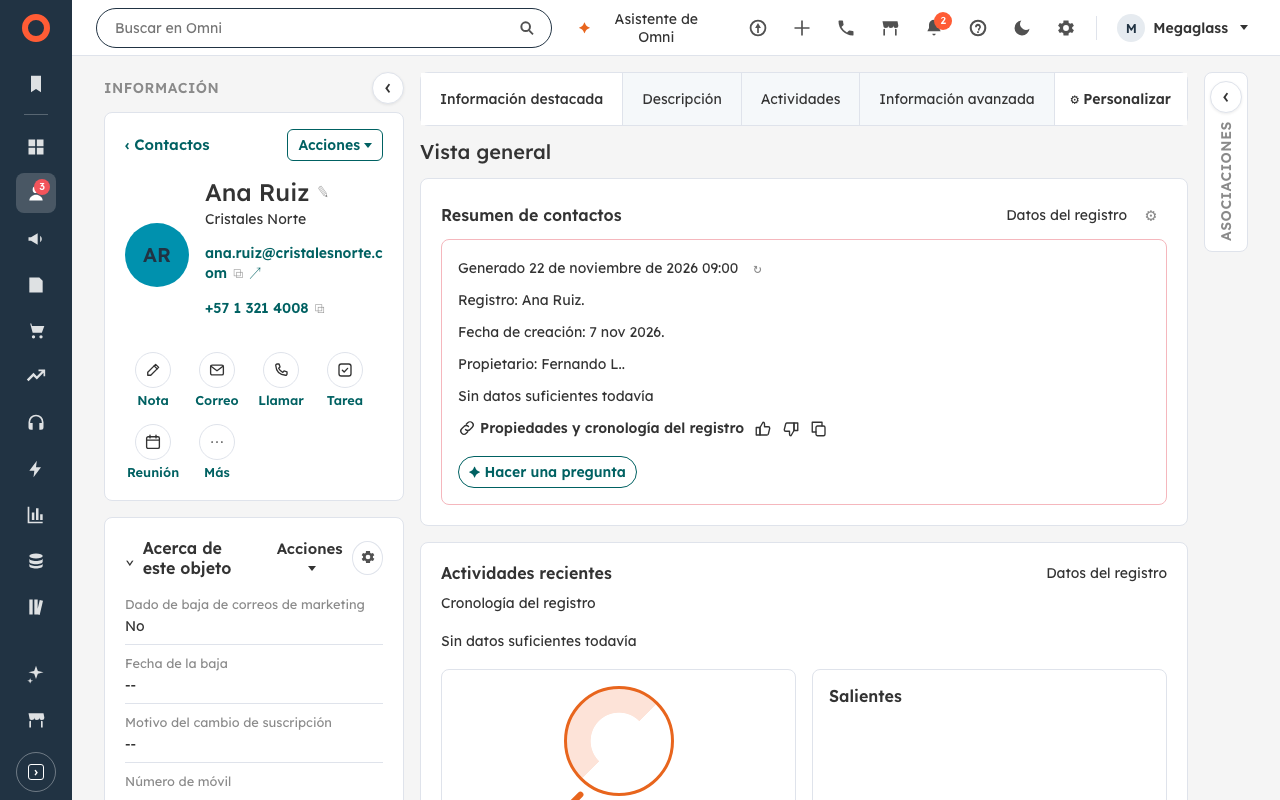 Buscar en Omni
Asistente de
Omni
2
M
Megaglass
3
INFORMACIÓN
‹ Contactos
Acciones
Ana Ruiz
Cristales Norte
AR
ana.ruiz@cristalesnorte.c
om
+57 1 321 4008
Nota
Correo
Llamar
Tarea
Reunión
Más
Acerca de
este objeto
Acciones
Dado de baja de correos de marketing
No
Fecha de la baja
--
Motivo del cambio de suscripción
--
Número de móvil
Información destacada
Descripción
Actividades
Información avanzada
Personalizar
Vista general
Resumen de contactos
Datos del registro
Generado 22 de noviembre de 2026 09:00
Registro: Ana Ruiz.
Fecha de creación: 7 nov 2026.
Propietario: Fernando L..
Sin datos suficientes todavía
Propiedades y cronología del registro
Hacer una pregunta
Actividades recientes
Datos del registro
Cronología del registro
Sin datos suficientes todavía
Salientes
ASOCIACIONES